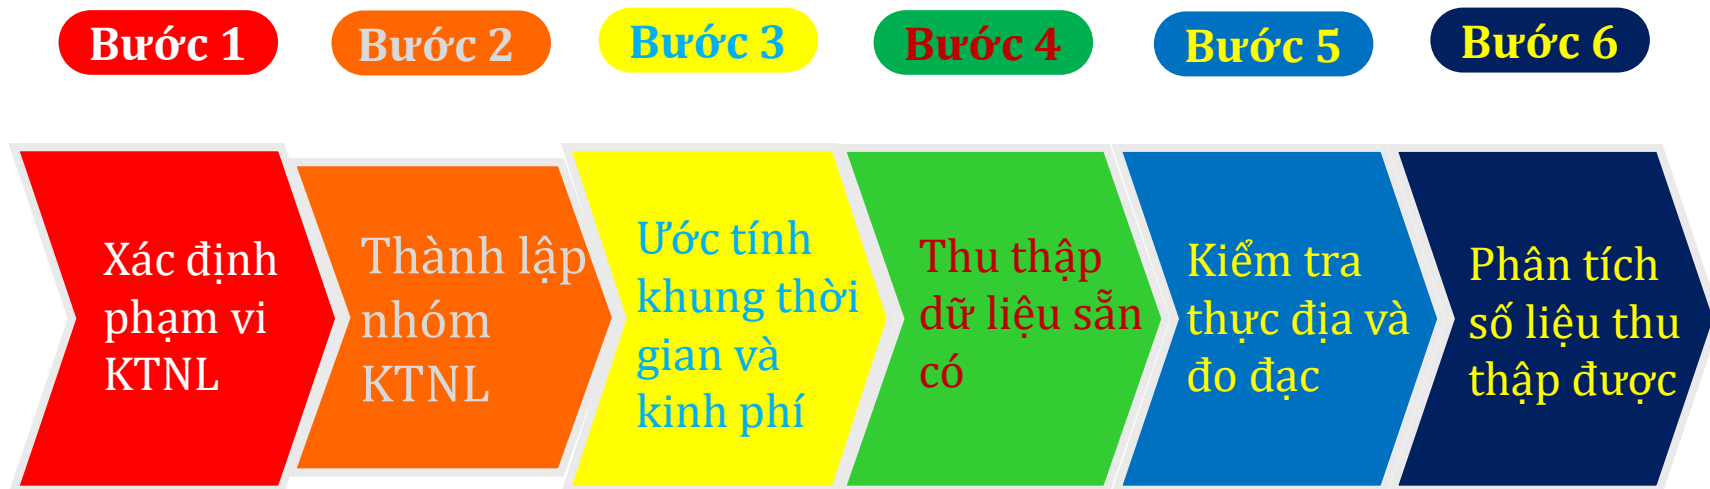 Bước 1
Bước 2
Bước 3
Bước 4
Bước 5
Bước 6
Xác định
phạm vi
KTNL
Thành lập
nhóm
KTNL
Ước tính
khung thời
gian và
kinh phí
Thu thập
dữ liệu sẵn
có
Kiểm tra
thực địa và
đo đạc
Phân tích
số liệu thu
thập được